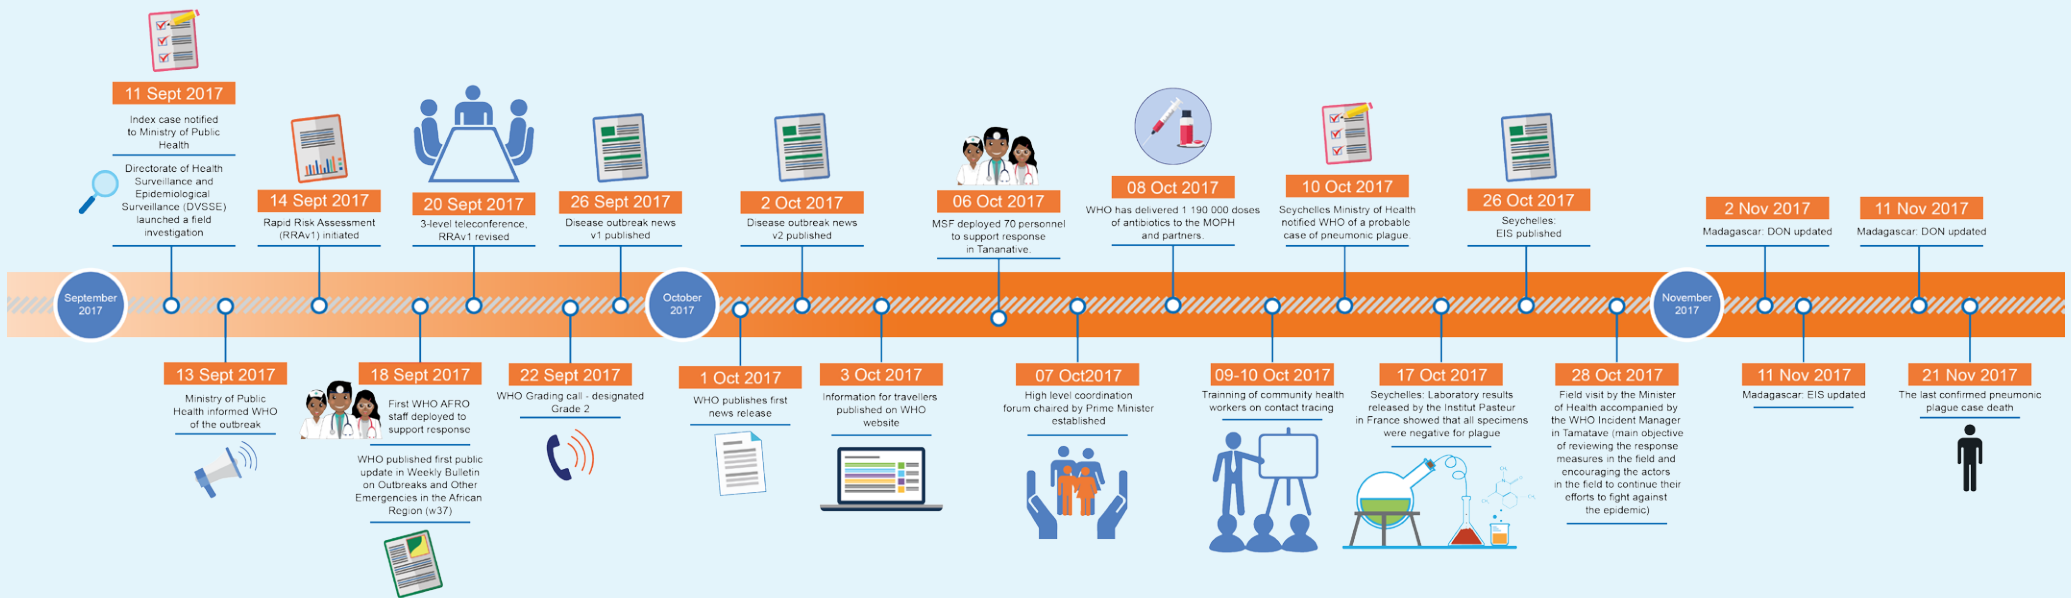 11 Sept 2017
Index case notified
to Ministry of Public
Health
Directorate of Health
Surveillance and
Epidemiological
Surveillance (DVSSE)
launched a field
investigation
14 Sept 2017
Rapid Risk Assessment
(RRAv1) initiated
20 Sept 2017
3-level teleconference,
RRAv1 revised
26 Sept 2017
Disease outbreak news
v1 published
2 Oct 2017
Disease outbreak news
v2 published
06 Oct 2017
MSF deployed 70 personnel
to support response
in Tananative.
08 Oct 2017
WHO has delivered 1 190 000 doses
of antibiotics to the MOPH
and partners.
10 Oct 2017
Seychelles Ministry of Health
notified WHO of a probable
case of pneumonic plague.
26 Oct 2017
Seychelles:
EIS published
2 Nov 2017
Madagascar: DON updated
11 Nov 2017
Madagascar: DON updated
September
2017
October
2017
November
2017
13 Sept 2017
Ministry of Public
Health informed WHO
of the outbreak
18 Sept 2017
First WHO AFRO
staff deployed to
support response
WHO published first public
update in Weekly Bulletin
on Outbreaks and Other
Emergencies in the African
Region (w37)
22 Sept 2017
WHO Grading call - designated
Grade 2
1 Oct 2017
WHO publishes first
news release
3 Oct 2017
Information for travellers
published on WHO
website
07 Oct2017
High level coordination
forum chaired by Prime Minister
established
09-10 Oct 2017
Trainning of community health
workers on contact tracing
17 Oct 2017
Seychelles: Laboratory results
released by the Institut Pasteur
in France showed that all specimens
were negative for plague
28 Oct 2017
Field visit by the Minister
of Health accompanied by
the WHO Incident Manager
in Tamatave (main objective
of reviewing the response
measures in the field and
encouraging the actors
in the field to continue their
efforts to fight against
the epidemic)
11 Nov 2017
Madagascar: EIS updated
21 Nov 2017
The last confirmed pneumonic
plague case death